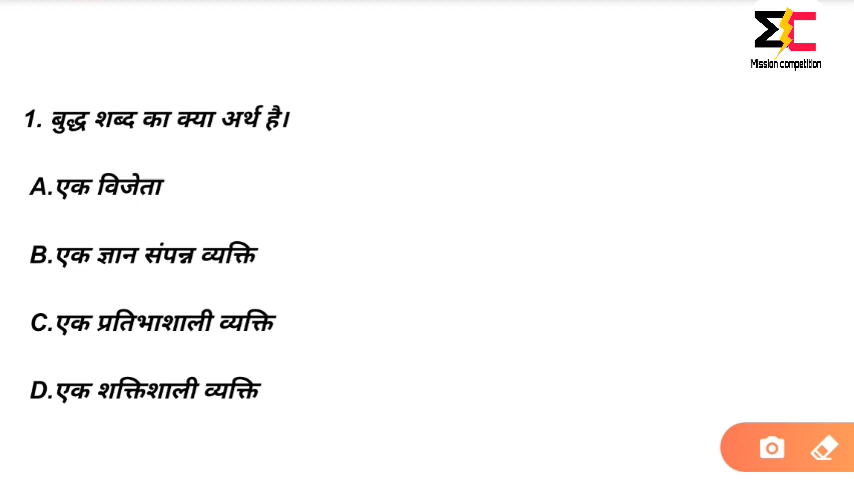 Mission competition
1. बुद्ध शब्द का क्या अर्थ है।
A.एक विजेता
B.एक ज्ञान संपन्न व्यक्ति
C.एक प्रतिभाशाली व्यक्ति
D.एक शक्तिशाली व्यक्ति